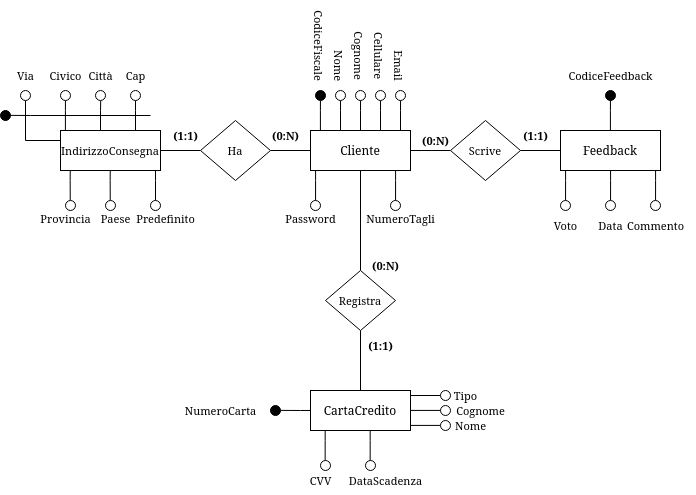 CodiceFiscale
Nome
Cognome
Cellulare
Email
Via
Civico
Città
Cap
CodiceFeedback
IndirizzoConsegna
(1:1)
Ha
(0:N)
Cliente
(0:N)
Scrive
(1:1)
Feedback
Provincia
Paese
Predefinito
Password
NumeroTagli
Voto
Data
Commento
(0:N)
Registra
(1:1)
NumeroCarta
CartaCredito
Tipo
Cognome
Nome
CVV
DataScadenza